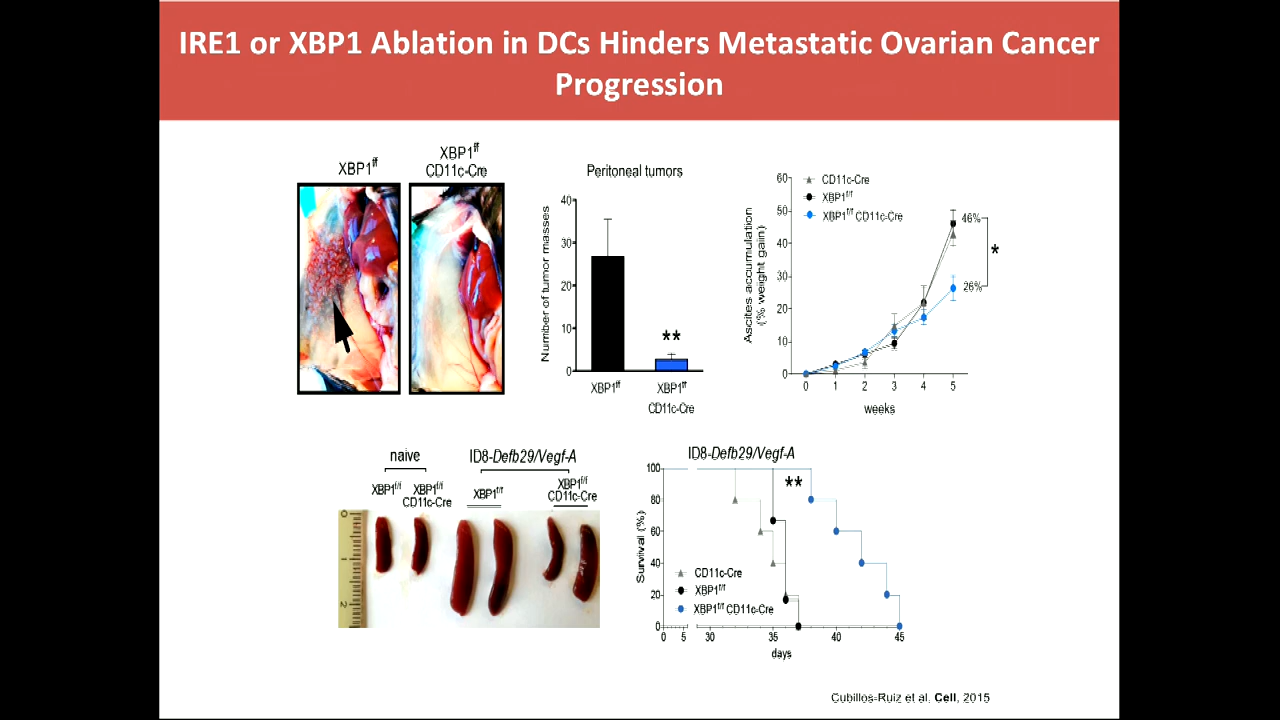 IRE1 or XBP1 Ablation in DCs Hinders Metastatic Ovarian Cancer
Progression
XBP1f/f
XBP1f/f
CD11c-Cre
Peritoneal tumors
Number of tumor masses
40
30
20
10
0
**
XBP1f/f
XBP1f/f
CD11c-Cre
Ascites accumulation
(% weight gain)
60
50
40
30
20
10
0
CD11c-Cre
XBP1f/f
XBP1f/f CD11c-Cre
46%
*
26%
0 1 2 3 4 5
weeks
naive
ID8-Defb29/Vegf-A
XBP1f/f
XBP1f/f
CD11c-Cre
XBP1f/f
XBP1f/f
CD11c-Cre
0
1
2
ID8-Defb29/Vegf-A
Survival (%)
100
80
60
40
20
0
**
CD11c-Cre
XBP1f/f
XBP1f/f CD11c-Cre
0 5 30 35 40 45
days
Cubillos-Ruiz et al. Cell, 2015